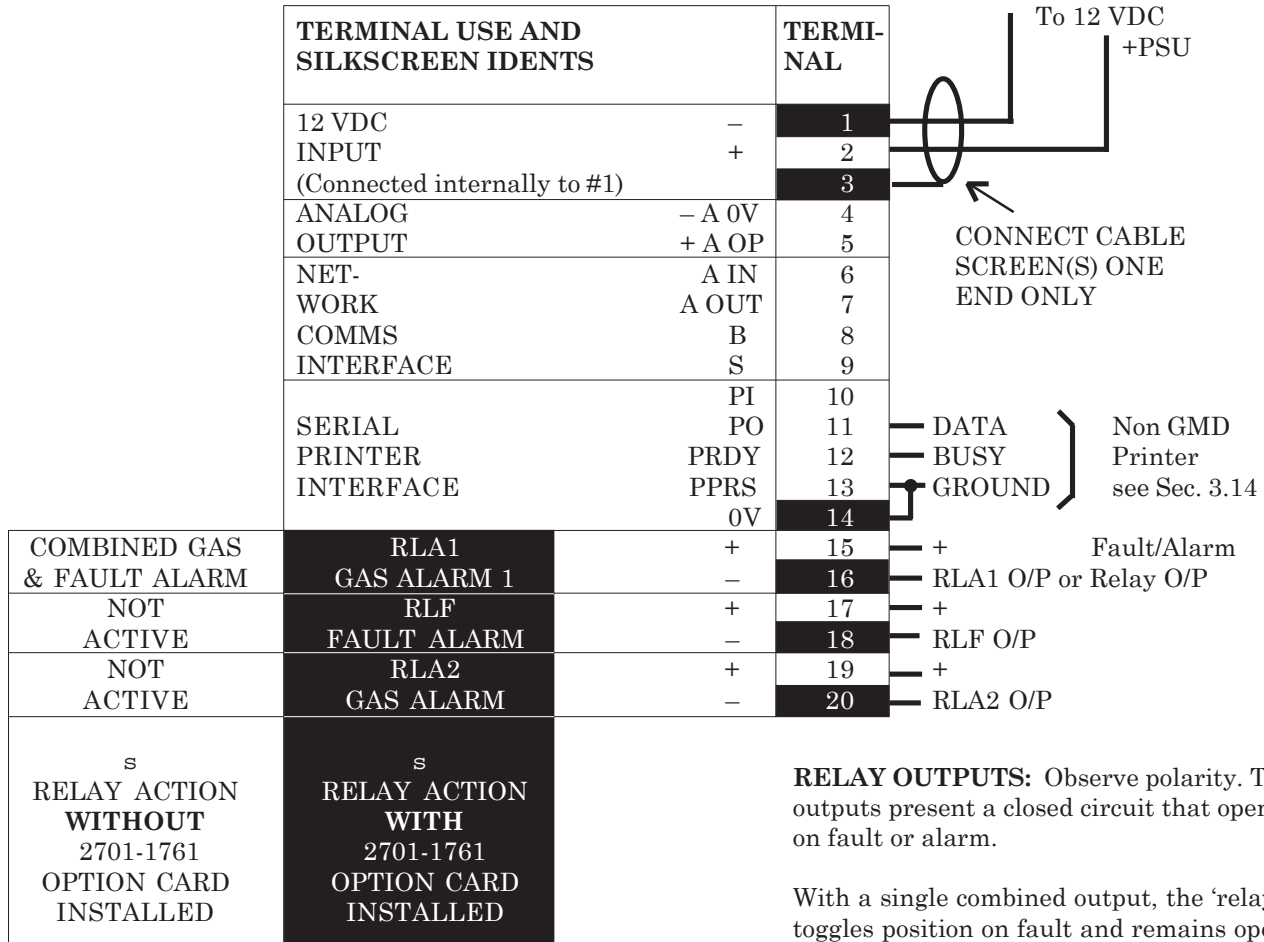 TERMINAL USE AND
SILKSCREEN IDENTS
TERMI-
NAL
To 12 VDC
+PSU
12 VDC – 1
INPUT + 2
(Connected internally to #1) 3
ANALOG – A 0V 4
OUTPUT + A OP 5
CONNECT CABLE
SCREEN(S) ONE
END ONLY
NET- A IN 6
WORK A OUT 7
COMMS B 8
INTERFACE S 9
PI 10
SERIAL PO 11 DATA
PRINTER PRDY 12 BUSY
INTERFACE PPRS 13 GROUND
0V 14
Non GMD
Printer
see Sec. 3.14
COMBINED GAS RLA1 + 15 + Fault/Alarm
& FAULT ALARM GAS ALARM 1 – 16 RLA1 O/P or Relay O/P
NOT RLF + 17 +
ACTIVE FAULT ALARM – 18 RLF O/P
NOT RLA2 + 19 +
ACTIVE GAS ALARM – 20 RLA2 O/P
s
RELAY ACTION
WITHOUT
2701-1761
OPTION CARD
INSTALLED
s
RELAY ACTION
WITH
2701-1761
OPTION CARD
INSTALLED
RELAY OUTPUTS: Observe polarity.
outputs present a closed circuit that
on fault or alarm.
With a single combined output, the
toggles position on fault and remains